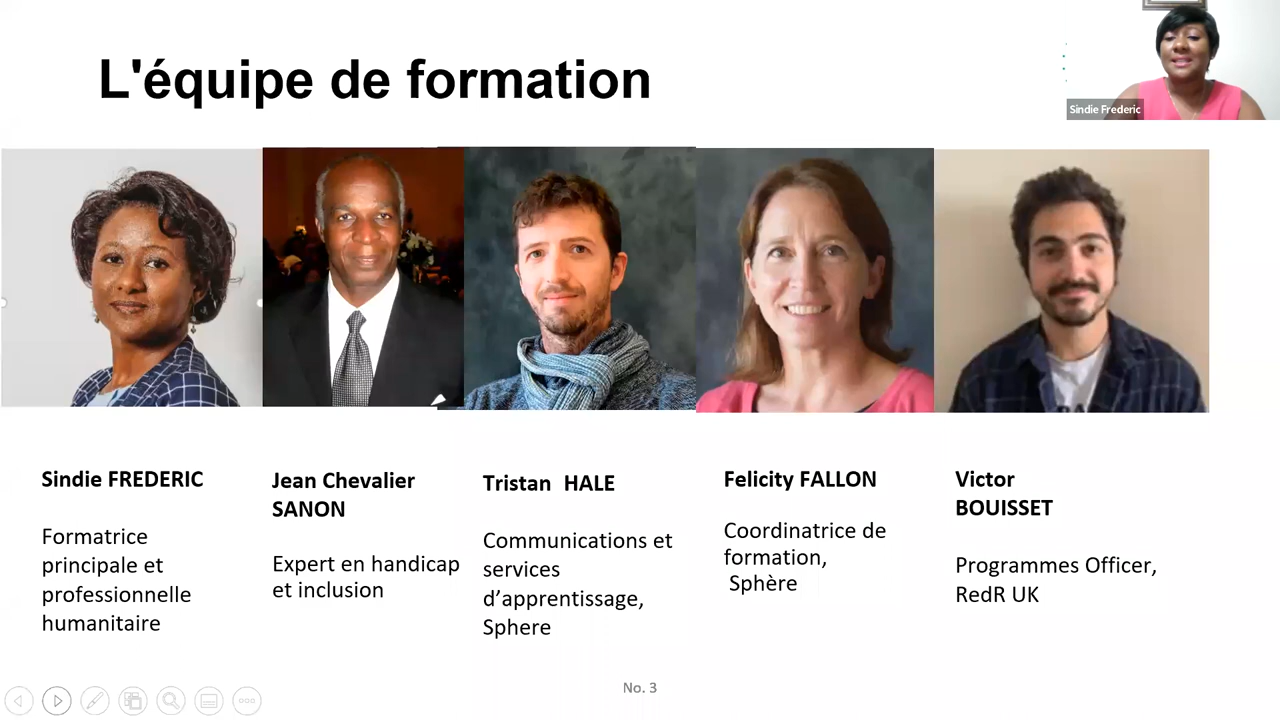 L'équipe de formation
Sindie Frederic
Sindie FREDERIC
Formatrice
principale et
professionnelle
humanitaire
Jean Chevalier
SANON
Expert en handicap
et inclusion
Tristan  HALE
Communications et
services
d’apprentissage,
Sphere
Felicity FALLON
Coordinatrice de
formation,
Sphère
Victor
BOUISSET
Programmes Officer,
RedR UK
No. 3